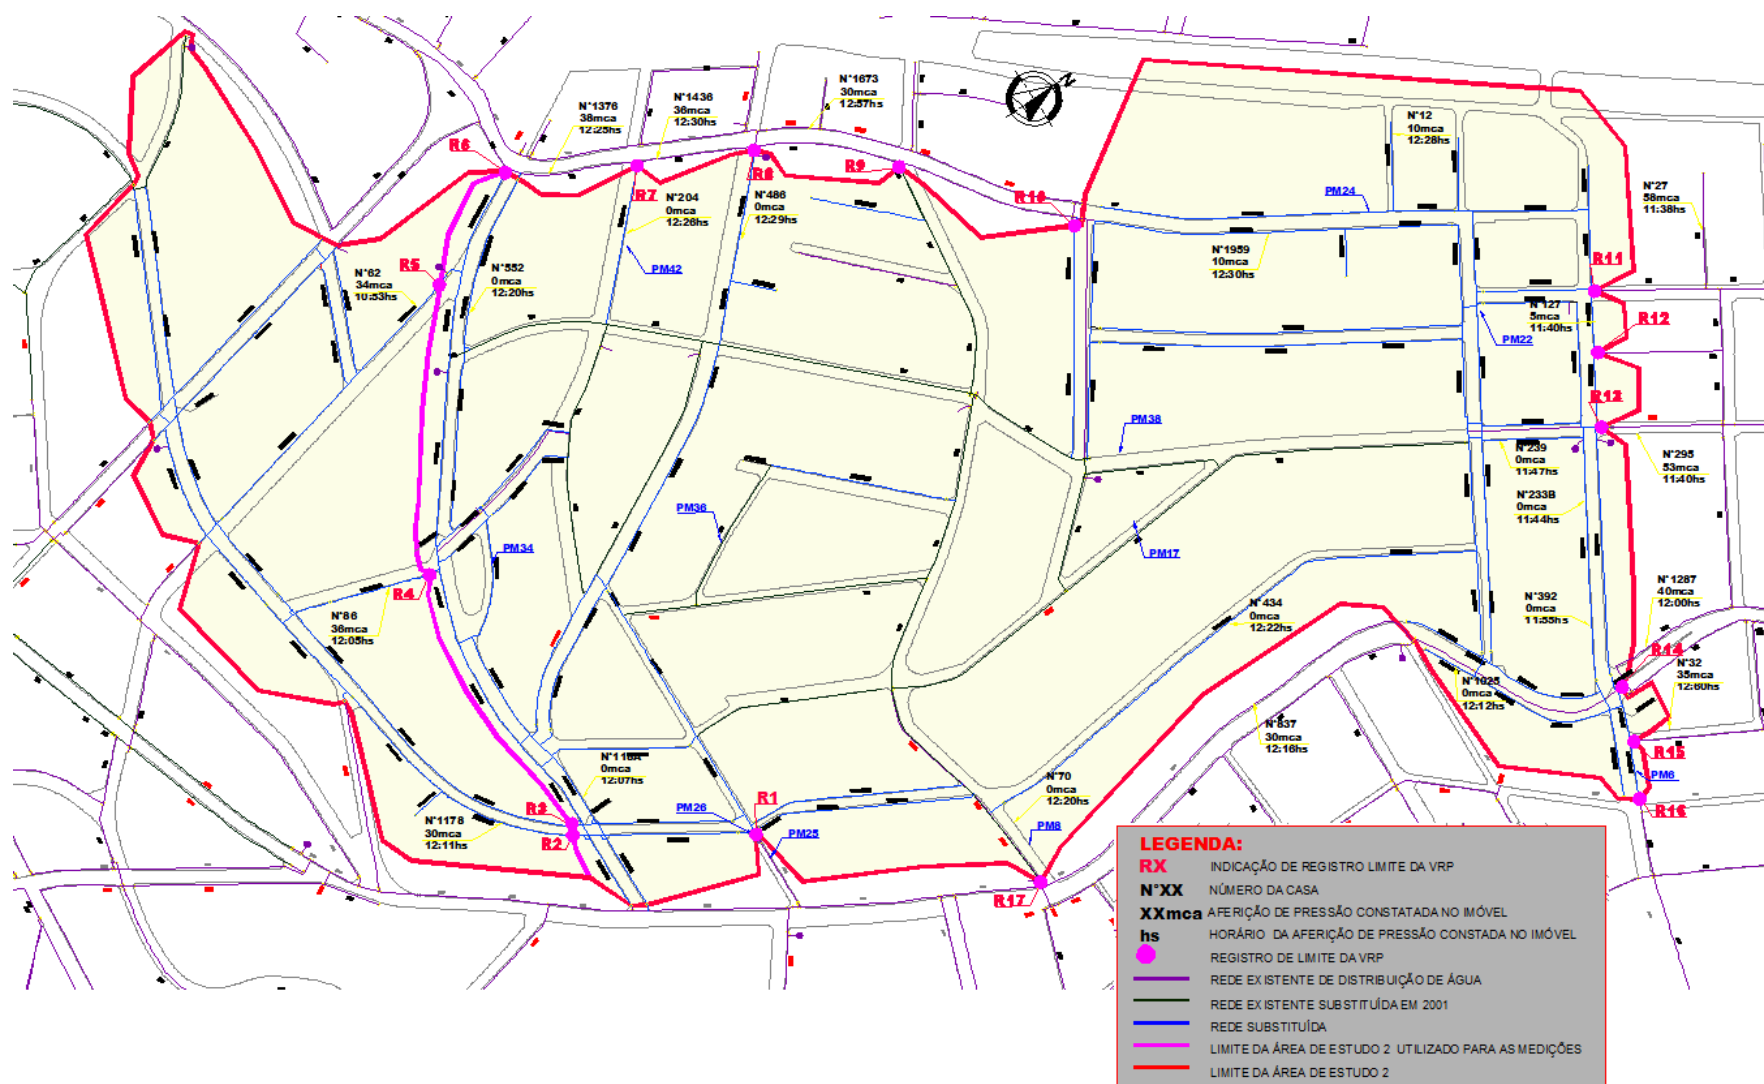 N
N°1673
30mca
12:57hs
N°1436
36mca
12:30hs
N°1376
38mca
12:25hs
N°12
10mca
12:28hs
R6
R7
R8
R9
R10
PM24
N°27
58mca
11:38hs
N°204
0mca
12:26hs
N°486
0mca
12:29hs
PM42
R5
N°62
34mca
10:53hs
N°552
0mca
12:20hs
N°1959
10mca
12:30hs
R11
N°127
5mca
11:40hs
R12
PM22
R13
PM38
N°239
0mca
11:47hs
N°295
53mca
11:40hs
N°233B
0mca
11:44hs
PM36
PM34
PM17
R4
N°86
36mca
12:05hs
N°434
0mca
12:22hs
N°392
0mca
11:55hs
N°1287
40mca
12:00hs
R14
N°32
35mca
12:60hs
N°1025
0mca
12:12hs
N°837
30mca
12:16hs
R15
PM6
R16
N°116A
0mca
12:07hs
N°70
0mca
12:20hs
R3
R2
R1
PM26
PM25
PM8
N°1178
30mca
12:11hs
R17
LEGENDA:
RX INDICAÇÃO DE REGISTRO LIMITE DA VRP
N°XX NÚMERO DA CASA
XXmca AFERIÇÃO DE PRESSÃO CONSTATADA NO IMÓVEL
hs HORÁRIO DA AFERIÇÃO DE PRESSÃO CONSTADA NO IMÓVEL
REGISTRO DE LIMITE DA VRP
REDE EXISTENTE DE DISTRIBUIÇÃO DE ÁGUA
REDE EXISTENTE SUBSTITUÍDA EM 2001
REDE SUBSTITUÍDA
LIMITE DA ÁREA DE ESTUDO 2 UTILIZADO PARA AS MEDIÇÕES
LIMITE DA ÁREA DE ESTUDO 2